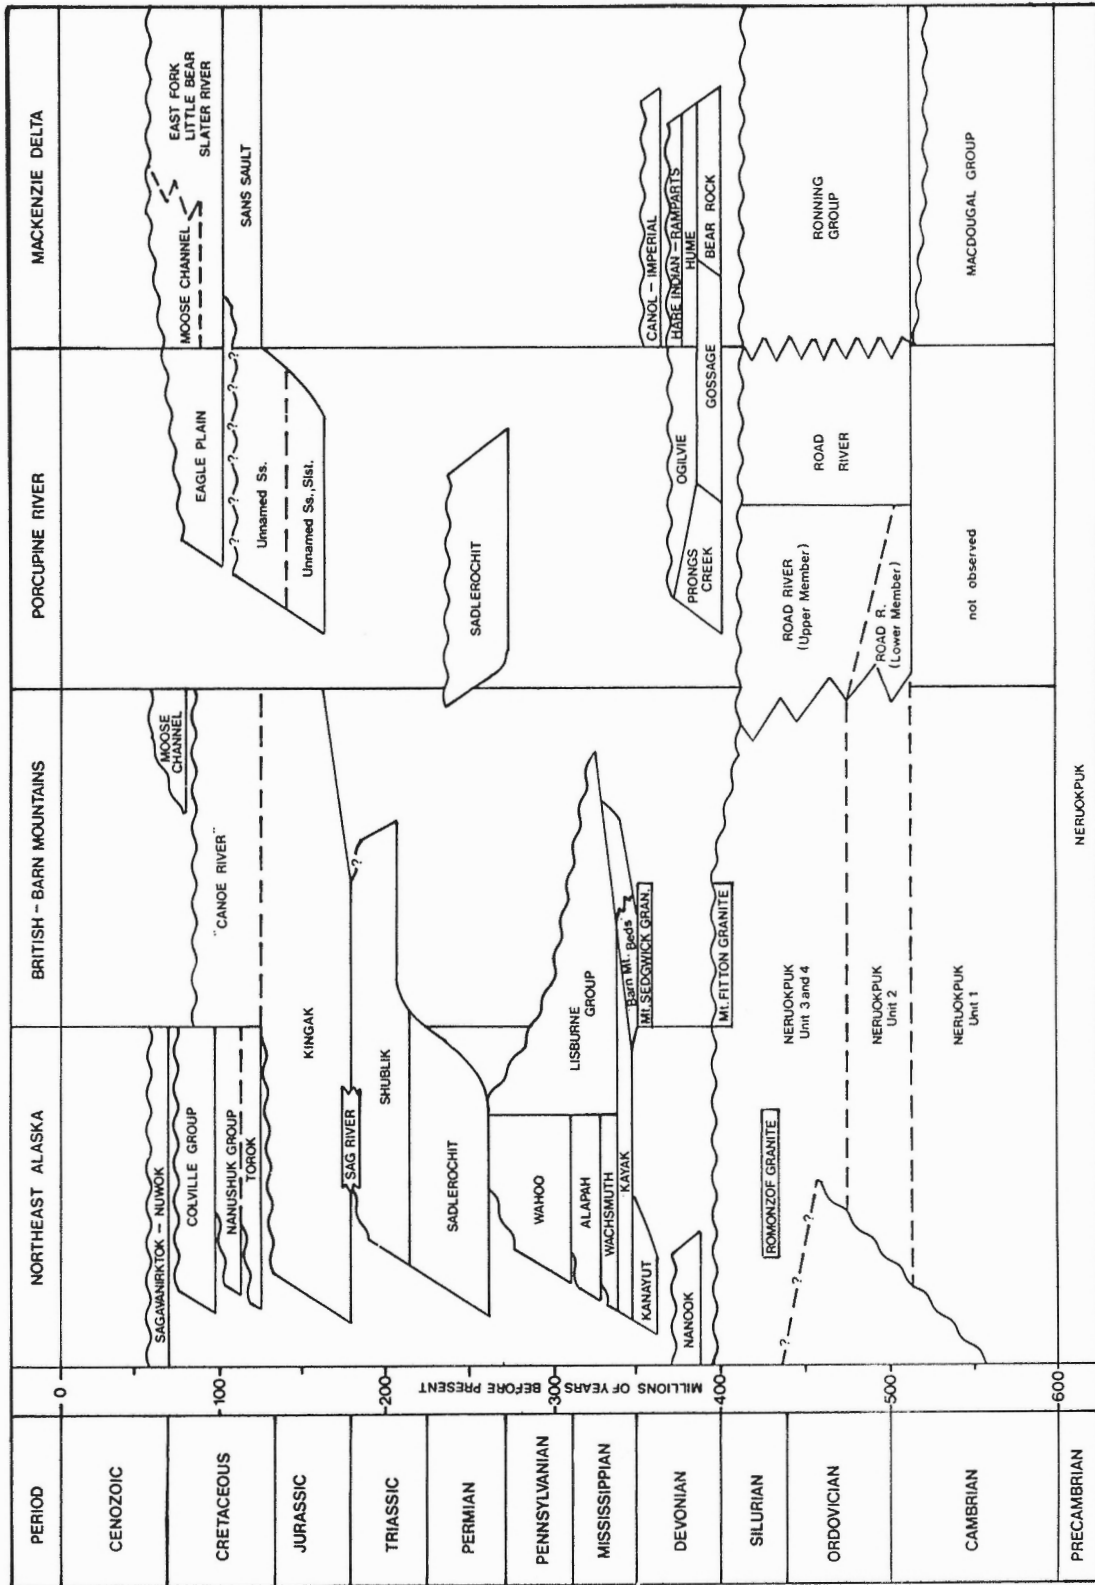 PERIOD
NORTHEAST ALASKA
BRITISH - BARN MOUNTAINS
PORCUPINE RIVER
MACKENZIE DELTA
CENOZOIC
CRETACEOUS
JURASSIC
TRIASSIC
PERMIAN
PENNSYLVANIAN
MISSISSIPPIAN
DEVONIAN
SILURIAN
ORDOVICIAN
CAMBRIAN
PRECAMBRIAN
0
100
200
300
400
500
600
MILLIONS OF YEARS BEFORE PRESENT
SAGAVANIRKTOK - NUWOK
COLVILLE GROUP
NANUSHUK GROUP
TOROK
KINGAK
SAG RIVER
SHUBLIK
SADLEROCHIT
WAHOO
ALAPAH
WACHSMUTH
LISBURNE
GROUP
KAYAK
KANAYUT
NANOOK
ROMONZOF GRANITE
?
?
MOOSE
CHANNEL
"CANOE RIVER"
?
"Barn Mt. Beds"
Mt. SEDGWICK GRAN.
Mt. FITTON GRANITE
NERUOKPUK
Unit 3 and 4
NERUOKPUK
Unit 2
NERUOKPUK
Unit 1
NERUOKPUK
EAGLE PLAIN
? ? ? ? ? ?
Unnamed Ss.
Unnamed Ss., Slst.
SADLEROCHIT
OGILVIE
PRONGS
CREEK
GOSSAGE
ROAD RIVER
(Upper Member)
ROAD R.
(Lower Member)
ROAD
RIVER
not observed
MOOSE CHANNEL
EAST FORK
LITTLE BEAR
SLATER RIVER
SANS SAULT
CANOL - IMPERIAL
HARE INDIAN - RAMPARTS
HUME
BEAR ROCK
RONNING
GROUP
MACDOUGAL GROUP